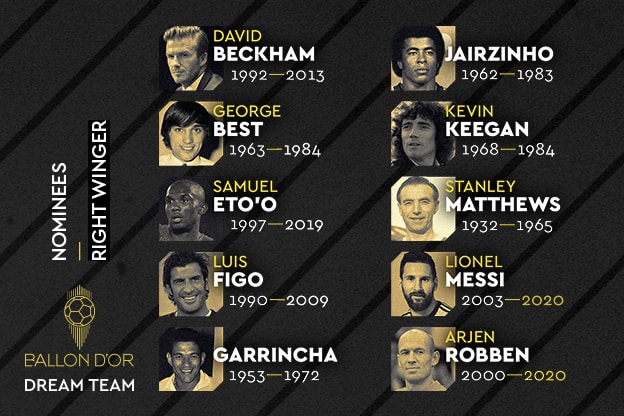 NOMINEES
RIGHT WINGER
BALLON D'OR
DREAM TEAM
DAVID
BECKHAM
1992—2013
GEORGE
BEST
1963—1984
SAMUEL
ETO'O
1997—2019
LUIS
FIGO
1990—2009
GARRINCHA
1953—1972
JAIRZINHO
1962—1983
KEVIN
KEEGAN
1968—1984
STANLEY
MATTHEWS
1932—1965
LIONEL
MESSI
2003—2020
ARJEN
ROBBEN
2000—2020